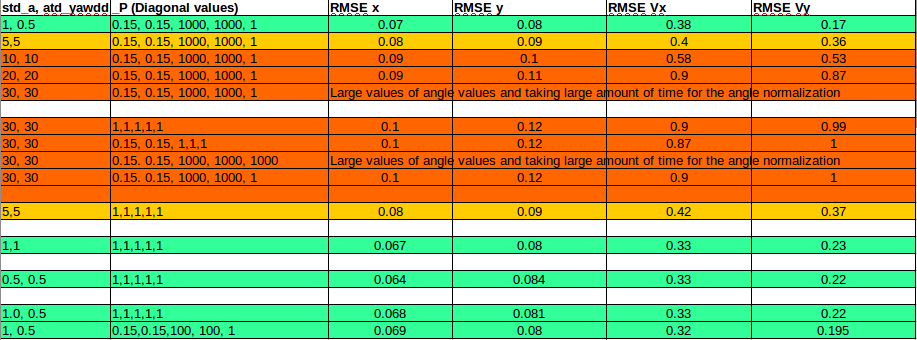 std_a, atd_yawdd _P (Diagonal values) RMSE x RMSE y RMSE Vx RMSE Vy
1, 0.5 0.15, 0.15, 1000, 1000, 1 0.07 0.08 0.38 0.17
5,5 0.15, 0.15, 1000, 1000, 1 0.08 0.09 0.4 0.36
10, 10 0.15, 0.15, 1000, 1000, 1 0.09 0.1 0.58 0.53
20, 20 0.15, 0.15, 1000, 1000, 1 0.09 0.11 0.9 0.87
30, 30 0.15, 0.15, 1000, 1000, 1 Large values of angle values and taking large amount of time for the angle normalization
30, 30 1,1,1,1,1 0.1 0.12 0.9 0.99
30, 30 0.15, 0.15, 1,1,1 0.1 0.12 0.87 1
30, 30 0.15. 0.15, 1000, 1000, 1000 Large values of angle values and taking large amount of time for the angle normalization
30, 30 0.15. 0.15, 1000, 1000, 1 0.1 0.12 0.9 1
5,5 1,1,1,1,1 0.08 0.09 0.42 0.37
1,1 1,1,1,1,1 0.067 0.08 0.33 0.23
0.5, 0.5 1,1,1,1,1 0.064 0.084 0.33 0.22
1.0, 0.5 1,1,1,1,1 0.068 0.081 0.33 0.22
1, 0.5 0.15,0.15,100, 100, 1 0.069 0.08 0.32 0.195